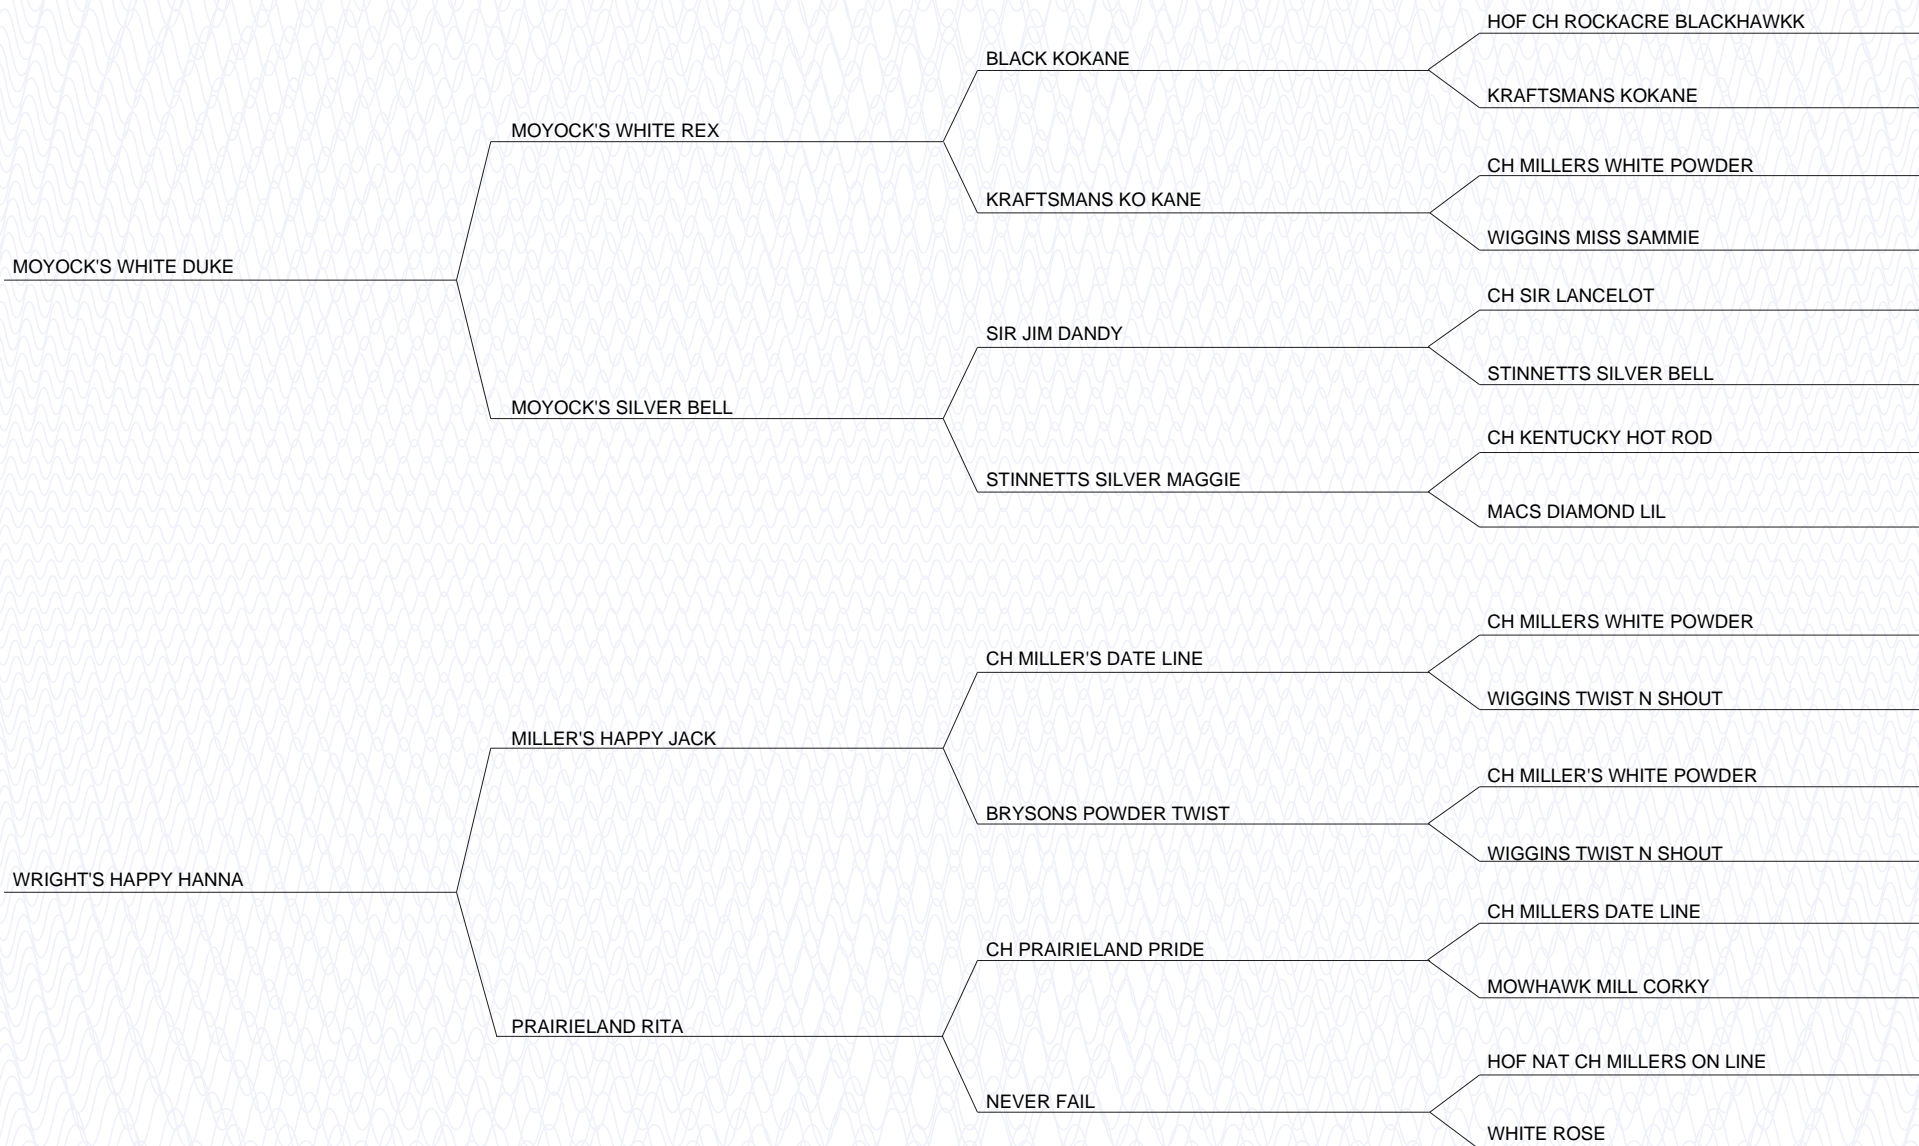 HOF CH ROCKACRE BLACKHAWKK
BLACK KOKANE
KRAFTSMANS KOKANE
MOYOCK'S WHITE REX
CH MILLERS WHITE POWDER
KRAFTSMANS KO KANE
WIGGINS MISS SAMMIE
MOYOCK'S WHITE DUKE
CH SIR LANCELOT
SIR JIM DANDY
STINNETTS SILVER BELL
MOYOCK'S SILVER BELL
CH KENTUCKY HOT ROD
STINNETTS SILVER MAGGIE
MACS DIAMOND LIL
CH MILLERS WHITE POWDER
CH MILLER'S DATE LINE
WIGGINS TWIST N SHOUT
MILLER'S HAPPY JACK
CH MILLER'S WHITE POWDER
BRYSONS POWDER TWIST
WIGGINS TWIST N SHOUT
WRIGHT'S HAPPY HANNA
CH MILLERS DATE LINE
CH PRAIRIELAND PRIDE
MOWHAWK MILL CORKY
PRAIRIELAND RITA
HOF NAT CH MILLERS ON LINE
NEVER FAIL
WHITE ROSE